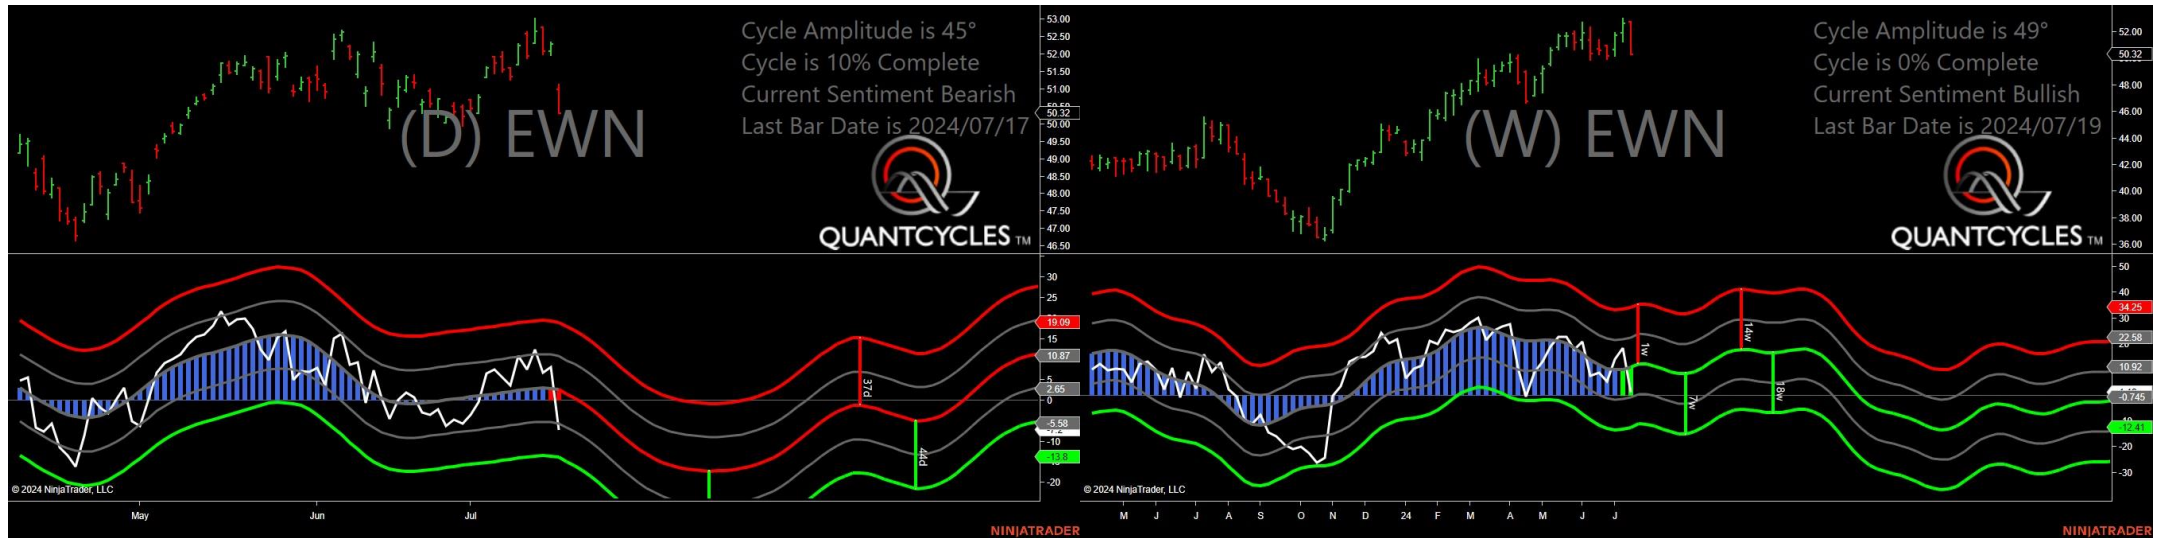 Cycle Amplitude is 45°
Cycle is 10% Complete
Current Sentiment Bearish
Last Bar Date is 2024/07/17
(D) EWN
QUANTCYCLES TM
53.00
52.50
52.00
51.50
51.00
50.32
50.00
49.50
49.00
48.50
48.00
47.50
47.00
46.50
30
25
19.09
15
10.87
5
2.65
0
-5.58
-10
-13.8
-20
37d
44d
© 2024 NinjaTrader, LLC
May
Jun
Jul
NINJATRADER
Cycle Amplitude is 49°
Cycle is 0% Complete
Current Sentiment Bullish
Last Bar Date is 2024/07/19
(W) EWN
QUANTCYCLES TM
52.00
50.32
48.00
46.00
44.00
42.00
40.00
38.00
36.00
50
40
34.25
30
22.58
10.92
-0.745
-12.41
-20
-30
1w
7w
14w
18w
© 2024 NinjaTrader, LLC
M J J A S O N D 24 F M A M J J
NINJATRADER